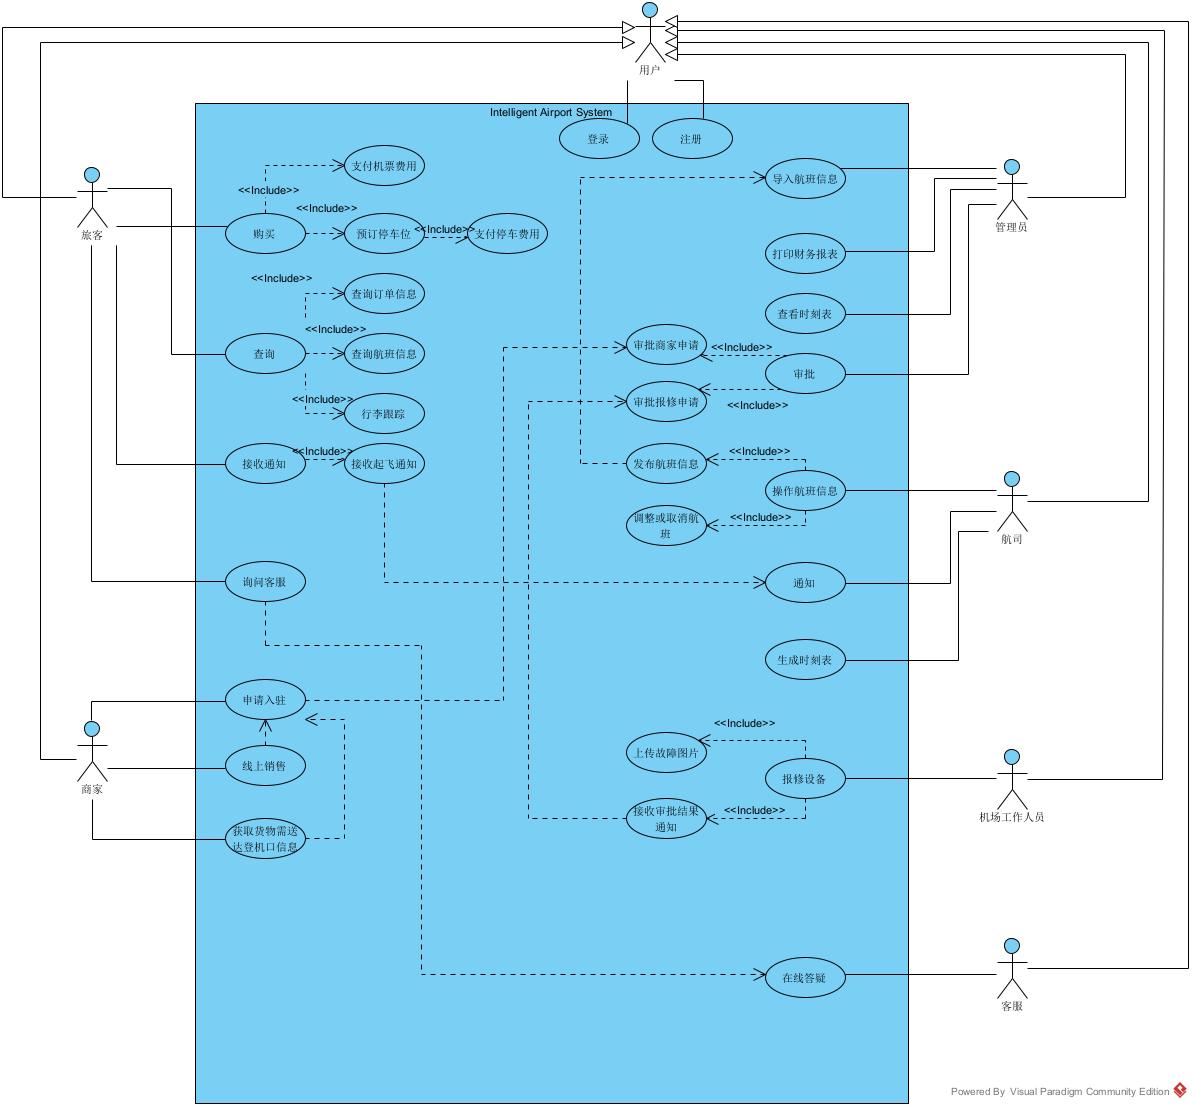 用户
Intelligent Airport System
登录
注册
支付机票费用
导入航班信息
<<Include>>
<<Include>>
旅客
购买
预订停车位
<<Include>>
支付停车费用
管理员
打印财务报表
<<Include>>
查询订单信息
查看时刻表
<<Include>>
查询
查询航班信息
审批商家申请
<<Include>>
审批
<<Include>>
行李跟踪
审批报修申请
<<Include>>
接收通知
<<Include>>
接收起飞通知
发布航班信息
<<Include>>
操作航班信息
调整或取消航
班
<<Include>>
航司
询问客服
通知
生成时刻表
申请入驻
<<Include>>
线上销售
上传故障图片
报修设备
商家
获取货物需送
达登机口信息
接收审批结果
通知
<<Include>>
机场工作人员
在线答疑
客服
Powered By Visual Paradigm Community Edition